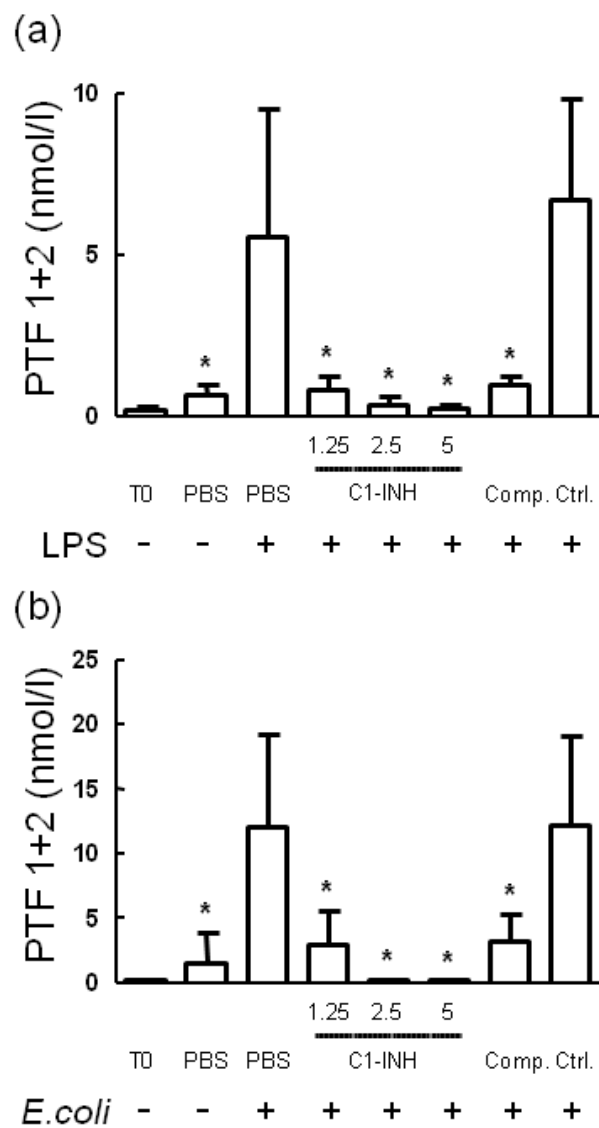 (a)
PTF 1+2 (nmol/l)
10
5
0
* * * * *
1.25 2.5 5
T0 PBS PBS C1-INH Comp. Ctrl.
LPS - - + + + + + +
(b)
PTF 1+2 (nmol/l)
25
20
15
10
5
0
* * * * *
1.25 2.5 5
T0 PBS PBS C1-INH Comp. Ctrl.
E.coli - - + + + + + +